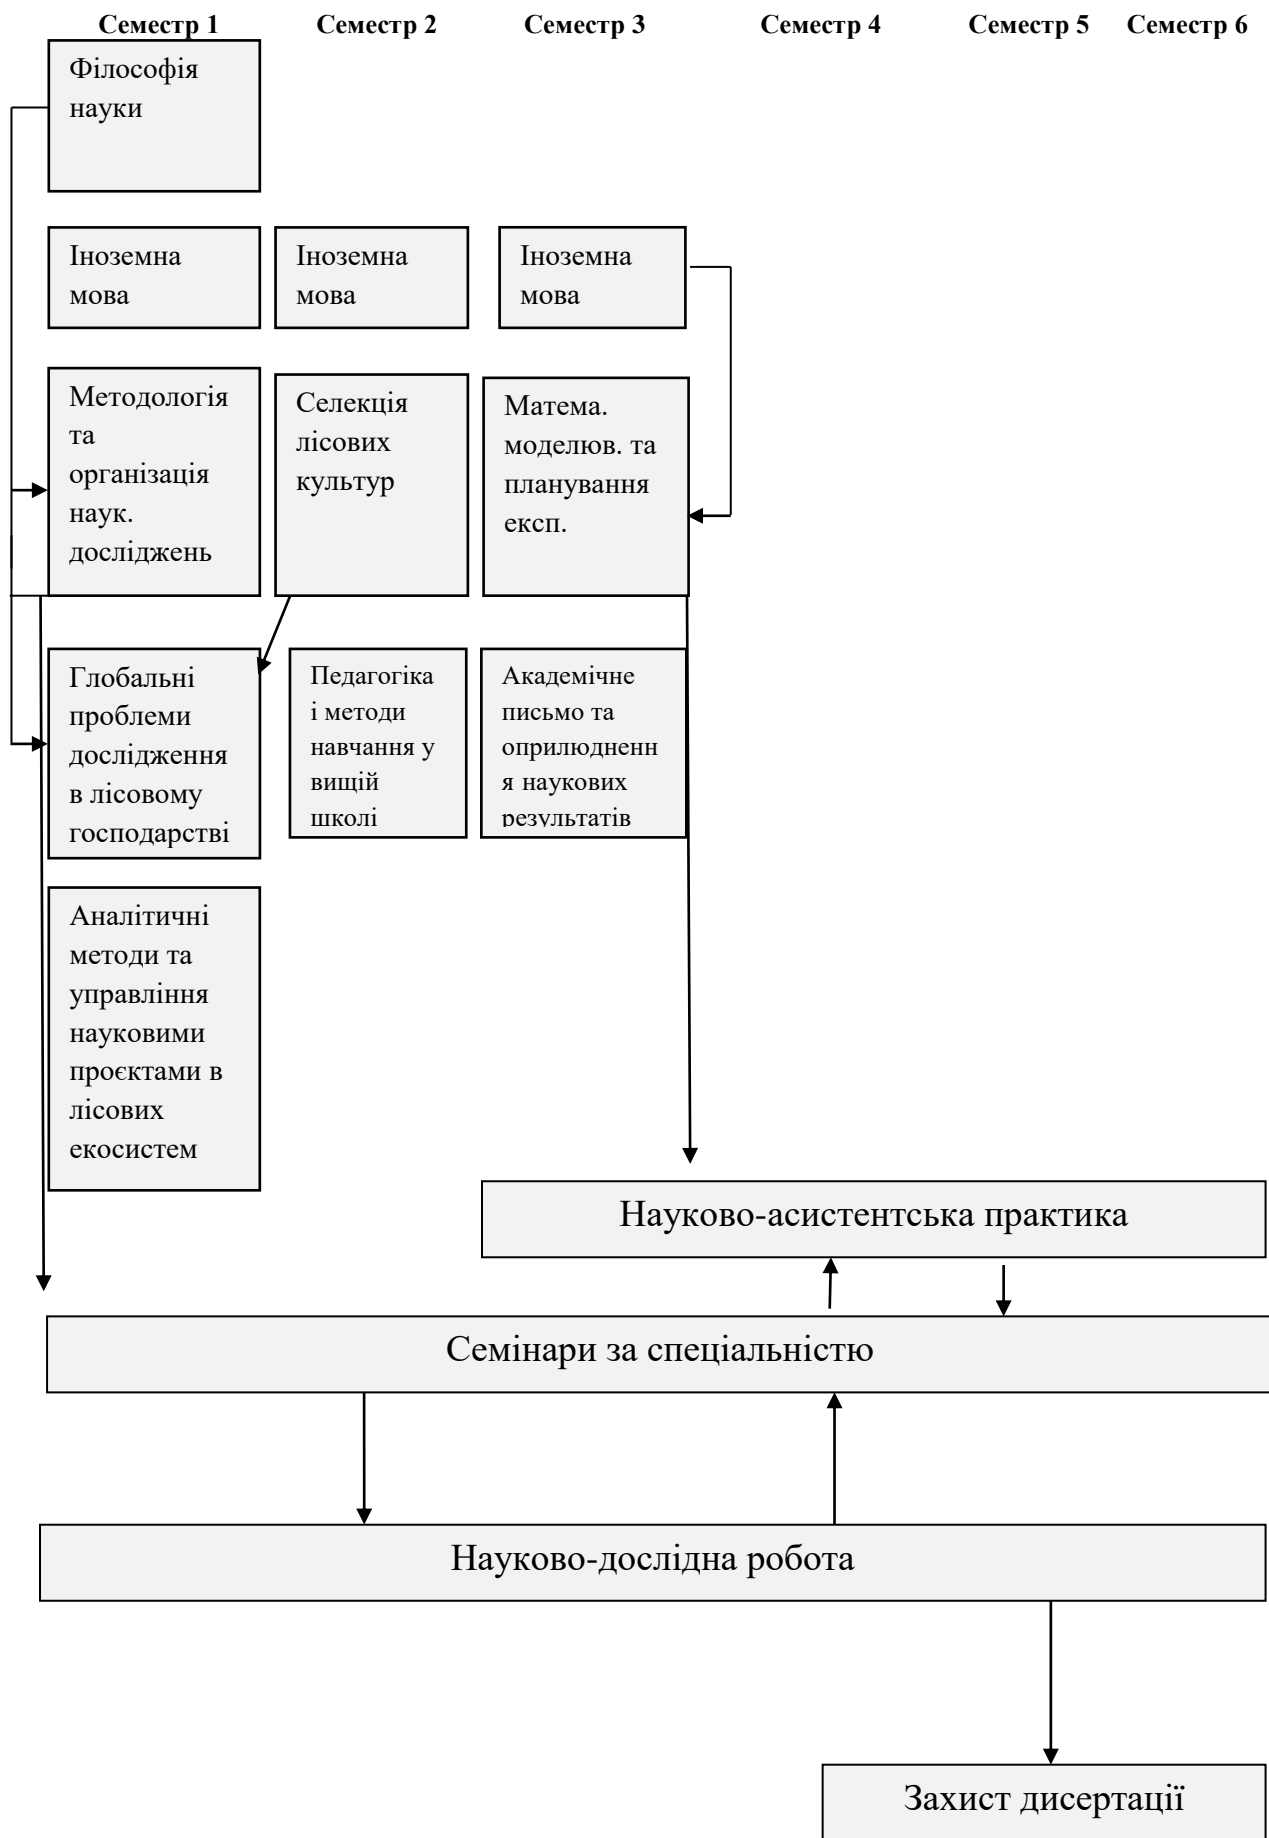 Семестр 1 Семестр 2 Семестр 3 Семестр 4 Семестр 5 Семестр 6
Філософія
науки
Іноземна
мова
Іноземна
мова
Іноземна
мова
Методологія
та
організація
наук.
досліджень
Селекція
лісових
культур
Матема.
моделюв. та
планування
експ.
Глобальні
проблеми
дослідження
в лісовому
господарстві
Педагогіка
і методи
навчання у
вищій
школі
Академічне
письмо та
оприлюдненн
я наукових
результатів
Аналітичні
методи та
управління
науковими
проєктами в
лісових
екосистем
Науково-асистентська практика
Семінари за спеціальністю
Науково-дослідна робота
Захист дисертації